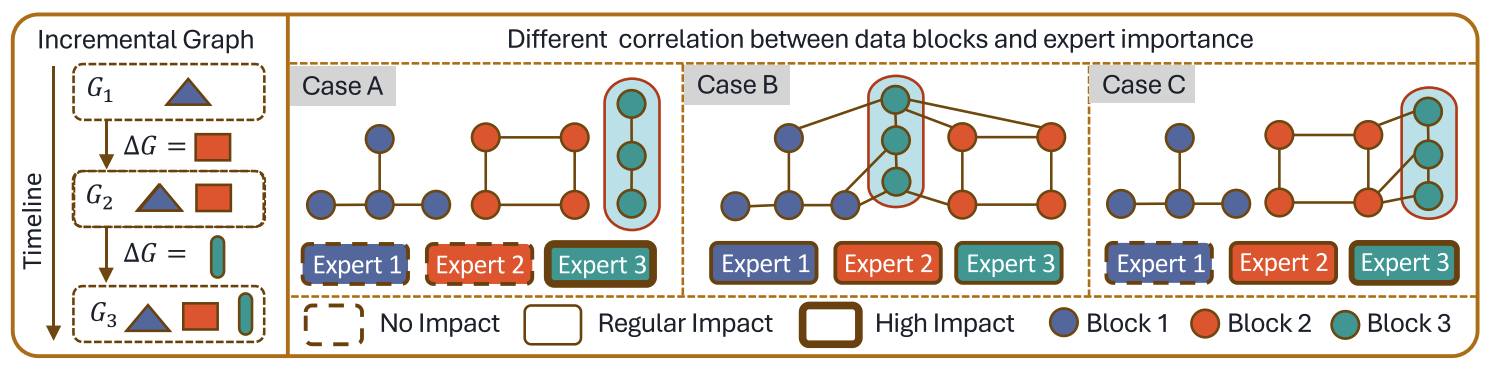 Incremental Graph
Timeline
G₁
ΔG =
G₂
ΔG =
G₃
Different correlation between data blocks and expert importance
Case A
Expert 1 Expert 2 Expert 3
Case B
Expert 1 Expert 2 Expert 3
Case C
Expert 1 Expert 2 Expert 3
No Impact Regular Impact High Impact Block 1 Block 2 Block 3